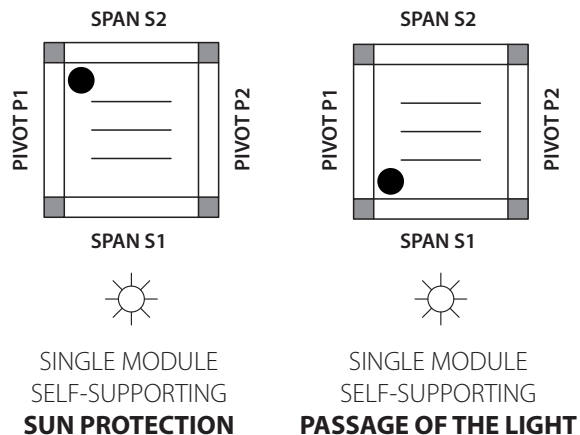 SPAN S2
PIVOT P1
PIVOT P2
SPAN S1
SINGLE MODULE
SELF-SUPPORTING
SUN PROTECTION
SPAN S2
PIVOT P1
PIVOT P2
SPAN S1
SINGLE MODULE
SELF-SUPPORTING
PASSAGE OF THE LIGHT